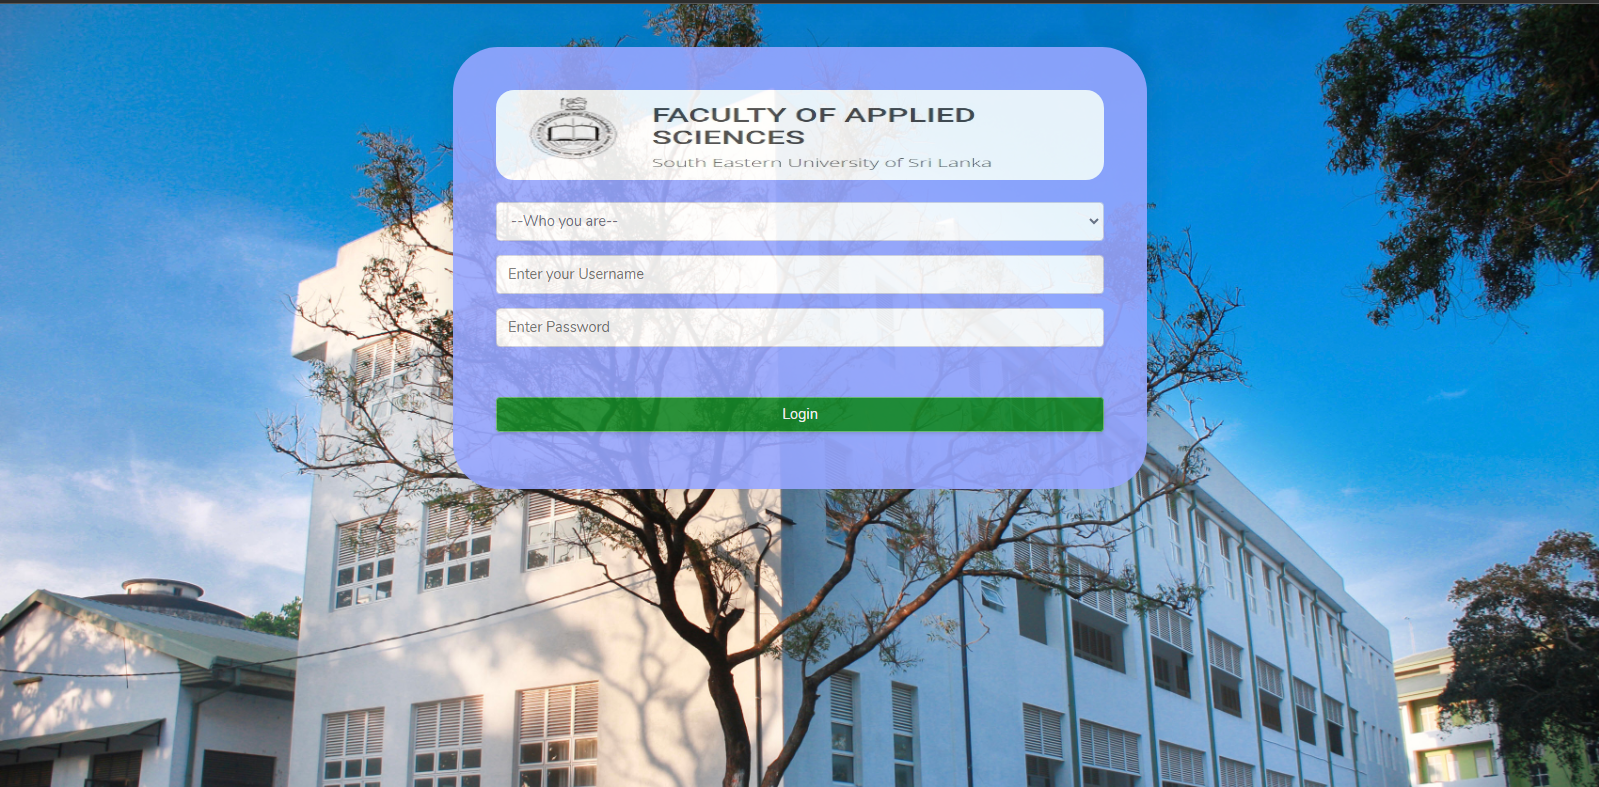 FACULTY OF APPLIED
SCIENCES
South Eastern University of Sri Lanka
--Who you are--
Enter your Username
Enter Password
Login